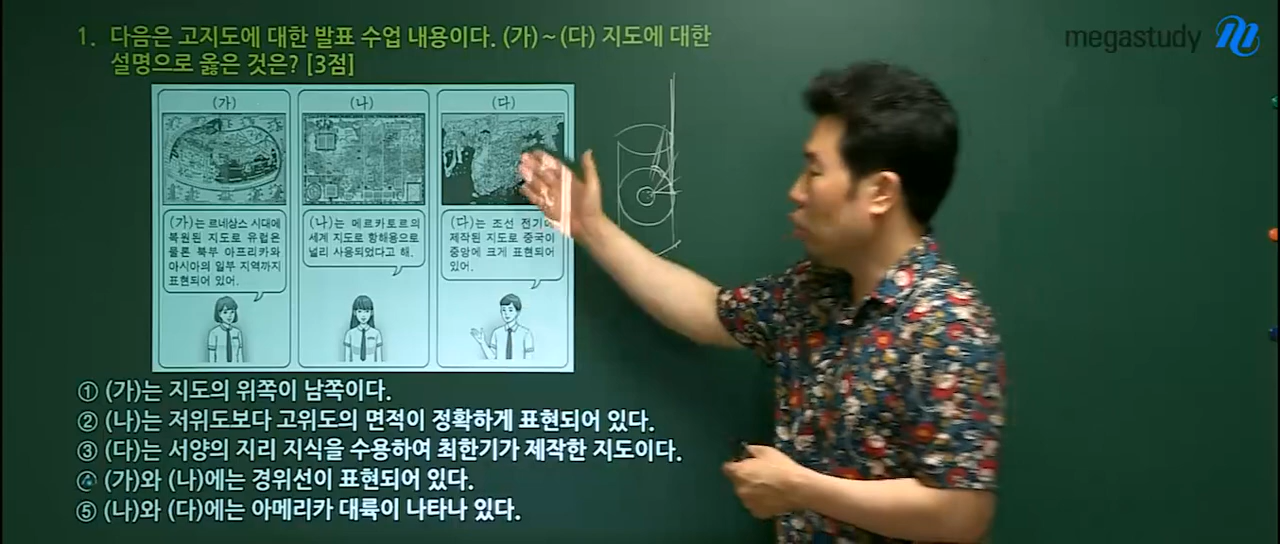 megastudy
1. 다음은 고지도에 대한 발표 수업 내용이다. (가) ~ (다) 지도에 대한
설명으로 옳은 것은? [3점]
(가)
(나)
(다)
(가)는 르네상스 시대에
복원된 지도로 유럽은
물론 북부 아프리카와
아시아의 일부 지역까지
표현되어 있어.
(나)는 메르카토르의
세계 지도로 항해용으로
널리 사용되었다고 해.
(다)는 조선 전기에
제작된 지도로 중국이
중앙에 크게 표현되어
있어.
① (가)는 지도의 위쪽이 남쪽이다.
② (나)는 저위도보다 고위도의 면적이 정확하게 표현되어 있다.
③ (다)는 서양의 지리 지식을 수용하여 최한기가 제작한 지도이다.
④ (가)와 (나)에는 경위선이 표현되어 있다.
⑤ (나)와 (다)에는 아메리카 대륙이 나타나 있다.